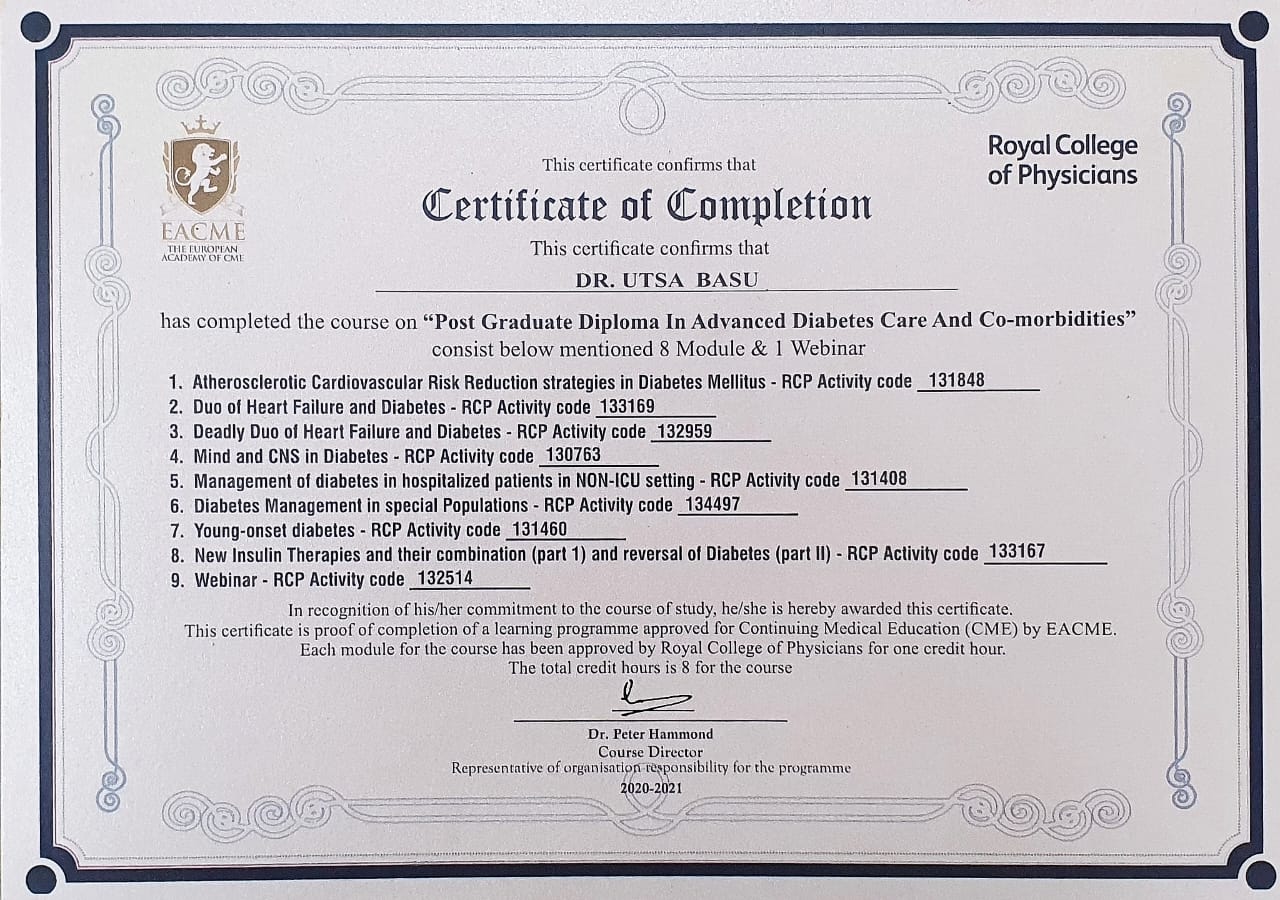 EACME
THE EUROPEAN
ACADEMY OF CME
Royal College
of Physicians
This certificate confirms that
Certificate of Completion
This certificate confirms that
DR. UTSA BASU
has completed the course on “Post Graduate Diploma In Advanced Diabetes Care And Co-morbidities”
consist below mentioned 8 Module & 1 Webinar
1. Atherosclerotic Cardiovascular Risk Reduction strategies in Diabetes Mellitus - RCP Activity code 131848
2. Duo of Heart Failure and Diabetes - RCP Activity code 133169
3. Deadly Duo of Heart Failure and Diabetes - RCP Activity code 132959
4. Mind and CNS in Diabetes - RCP Activity code 130763
5. Management of diabetes in hospitalized patients in NON-ICU setting - RCP Activity code 131408
6. Diabetes Management in special Populations - RCP Activity code 134497
7. Young-onset diabetes - RCP Activity code 131460
8. New Insulin Therapies and their combination (part 1) and reversal of Diabetes (part II) - RCP Activity code 133167
9. Webinar - RCP Activity code 132514
In recognition of his/her commitment to the course of study, he/she is hereby awarded this certificate.
This certificate is proof of completion of a learning programme approved for Continuing Medical Education (CME) by EACME.
Each module for the course has been approved by Royal College of Physicians for one credit hour.
The total credit hours is 8 for the course
Dr. Peter Hammond
Course Director
Representative of organisation responsibility for the programme
2020-2021